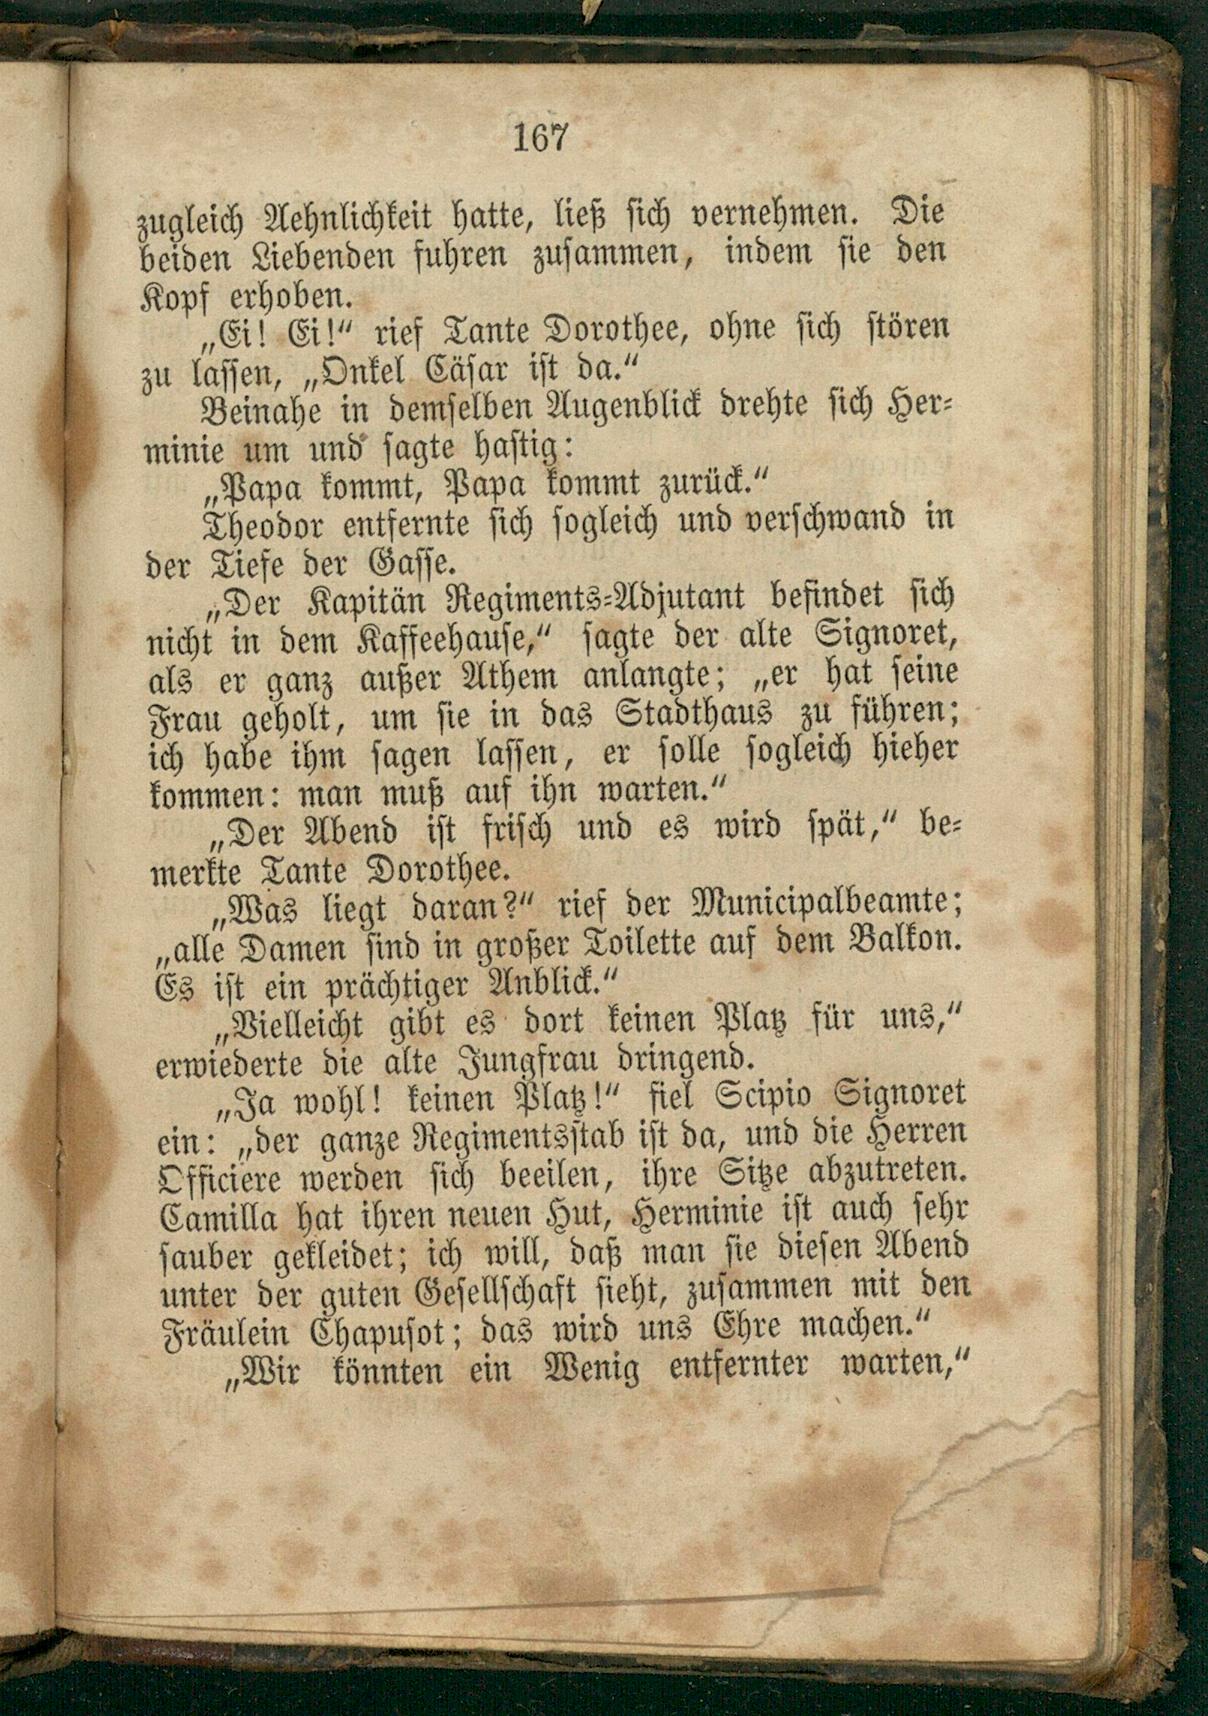 167
zugleich Aehnlichkeit hatte, ließ sich vernehmen. Die
beiden Liebenden fuhren zusammen, indem sie den
Kopf erhoben.
„Ei! Ei!“ rief Tante Dorothee, ohne sich stören
zu lassen, „Onkel Cäsar ist da.“
Beinahe in demselben Augenblick drehte sich Her-
minie um und sagte hastig:
„Papa kommt, Papa kommt zurück.“
Theodor entfernte sich sogleich und verschwand in
der Tiefe der Gasse.
„Der Kapitän Regiments-Adjutant befindet sich
nicht in dem Kaffeehause,“ sagte der alte Signoret,
als er ganz außer Athem anlangte; „er hat seine
Frau geholt, um sie in das Stadthaus zu führen;
ich habe ihm sagen lassen, er solle sogleich hieher
kommen: man muß auf ihn warten.“
„Der Abend ist frisch und es wird spät,“ be-
merkte Tante Dorothee.
„Was liegt daran?“ rief der Municipalbeamte;
„alle Damen sind in großer Toilette auf dem Balkon.
Es ist ein prächtiger Anblick.“
„Vielleicht gibt es dort keinen Platz für uns,“
erwiederte die alte Jungfrau dringend.
„Ja wohl! keinen Platz!“ fiel Scipio Signoret
ein: „der ganze Regimentsstab ist da, und die Herren
Officiere werden sich beeilen, ihre Sitze abzutreten.
Camilla hat ihren neuen Hut, Herminie ist auch sehr
sauber gekleidet; ich will, daß man sie diesen Abend
unter der guten Gesellschaft sieht, zusammen mit den
Fräulein Chapusot; das wird uns Ehre machen.“
„Wir könnten ein Wenig entfernter warten,“